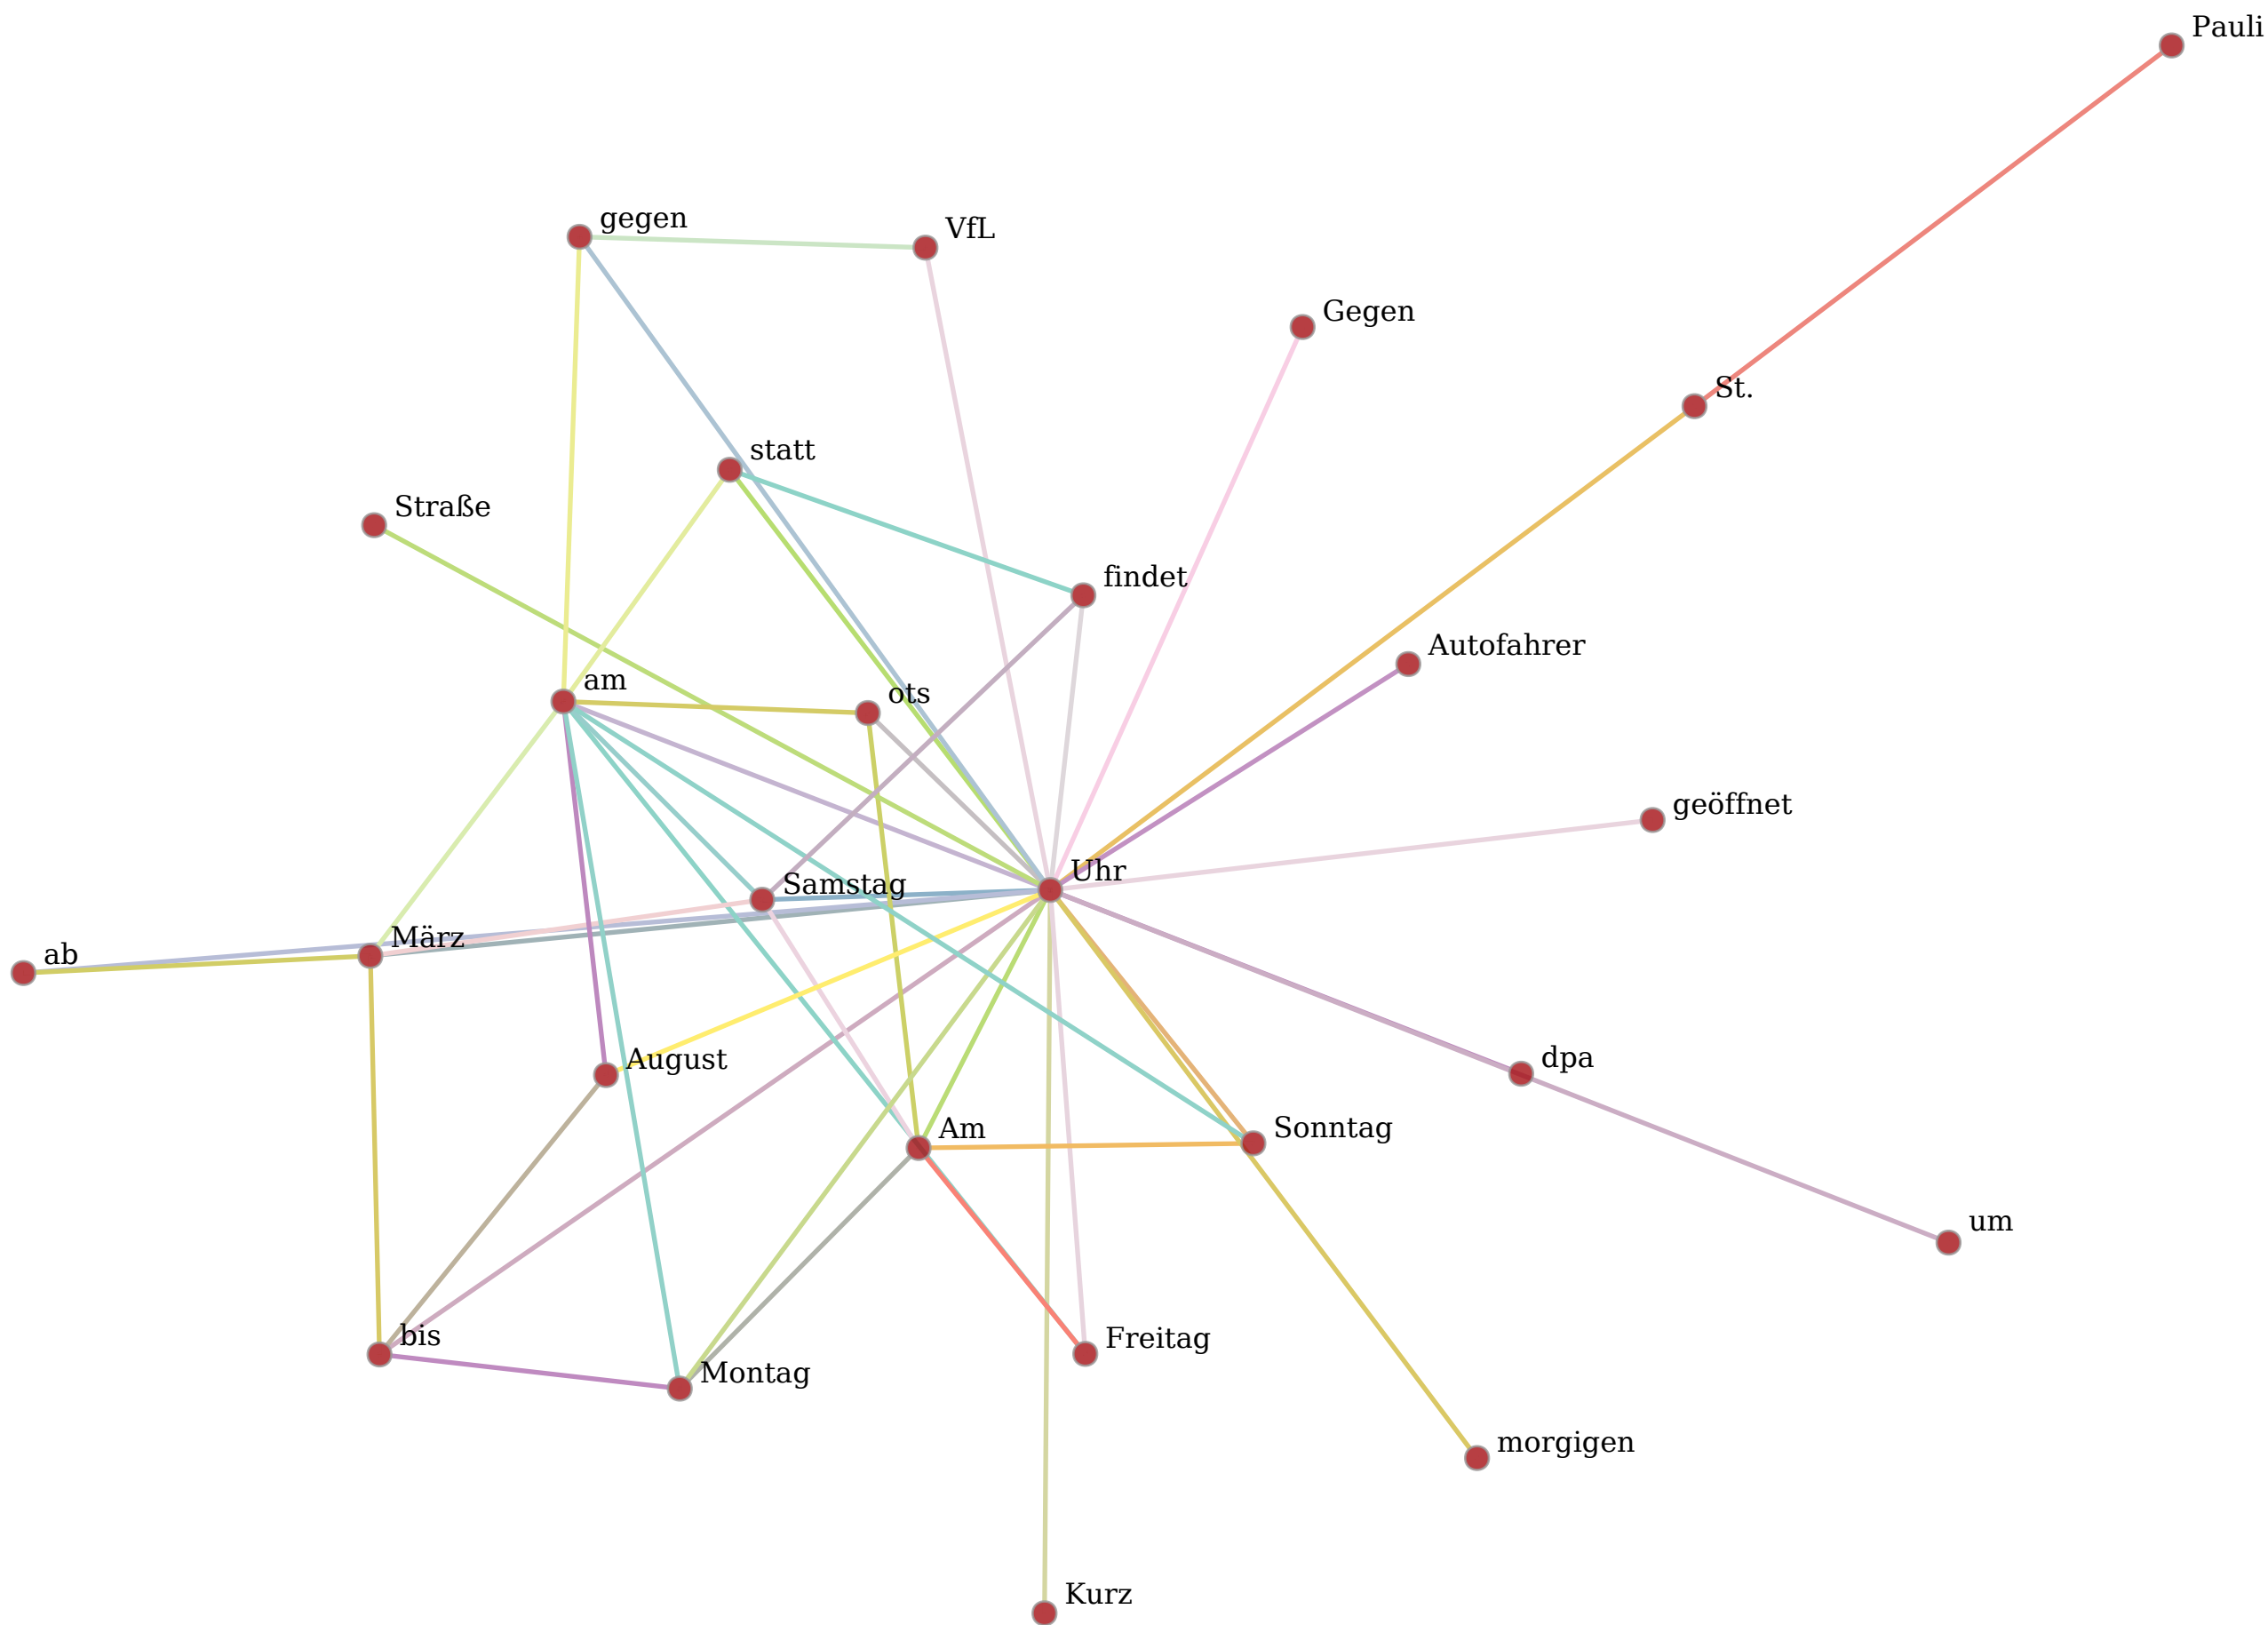 Pauli
gegen
VfL
Gegen
St.
statt
Straße
findet
Autofahrer
am
ots
geöffnet
Uhr
Samstag
März
ab
dpa
August
Am
Sonntag
um
bis
Freitag
Montag
morgigen
Kurz